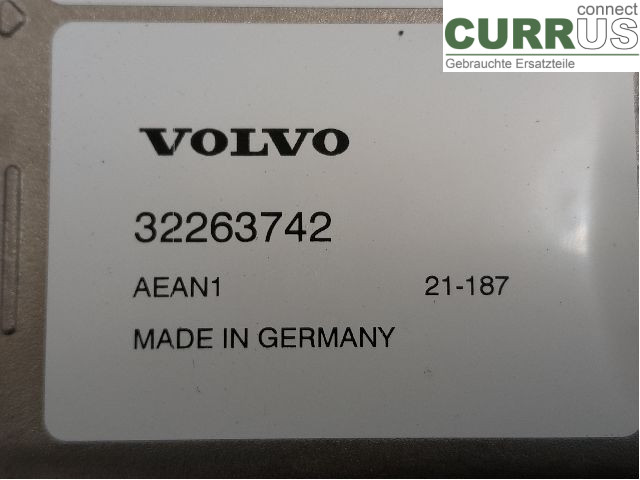 connect
CURRUS
Gebrauchte Ersatzteile
VOLVO
32263742
AEAN1 21-187
MADE IN GERMANY